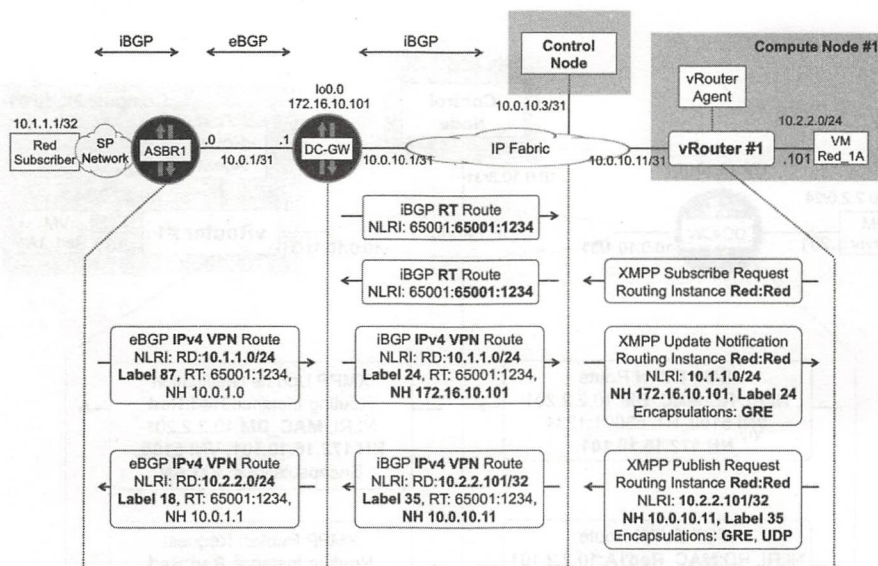 iBGP eBGP iBGP
Control
Node
Compute Node #1
vRouter
Agent
lo0.0
172.16.10.101
10.0.10.3/31
10.1.1.1/32
10.2.2.0/24
Red
Subscriber
SP
Network
ASBR1
.0
.1
DC-GW
IP Fabric
vRouter #1
.101
VM
Red_1A
10.0.1/31
10.0.10.1/31
10.0.10.11/31
iBGP RT Route
NLRI: 65001:65001:1234
iBGP RT Route
NLRI: 65001:65001:1234
XMPP Subscribe Request
Routing Instance Red:Red
eBGP IPv4 VPN Route
NLRI: RD:10.1.1.0/24
Label 87, RT: 65001:1234,
NH 10.0.1.0
iBGP IPv4 VPN Route
NLRI: RD:10.1.1.0/24
Label 24, RT: 65001:1234,
NH 172.16.10.101
XMPP Update Notification
Routing Instance Red:Red
NLRI: 10.1.1.0/24
NH 172.16.10.101, Label 24
Encapsulations: GRE
eBGP IPv4 VPN Route
NLRI: RD:10.2.2.0/24
Label 18, RT: 65001:1234,
NH 10.0.1.1
iBGP IPv4 VPN Route
NLRI: RD:10.2.2.101/32
Label 35, RT: 65001:1234,
NH 10.0.10.11
XMPP Publish Request
Routing Instance Red:Red
NLRI: 10.2.2.101/32
NH 10.0.10.11, Label 35
Encapsulations: GRE, UDP